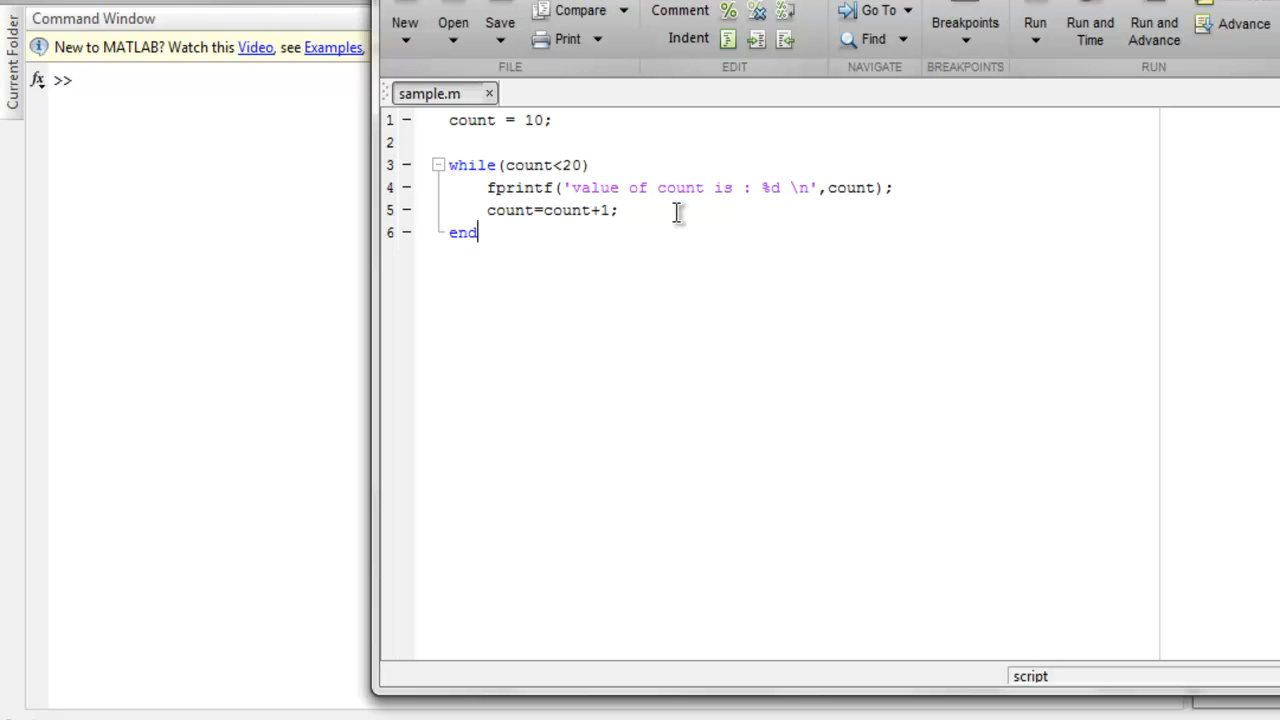 Command Window
New to MATLAB? Watch this Video, see Examples,
fx >>
Current Folder
New Open Save
Compare
Print
Comment
Indent
Go To
Find
Breakpoints
Run Run and Time Run and Advance
Advance
FILE EDIT NAVIGATE BREAKPOINTS RUN
sample.m ×
1 count = 10;
2
3 while(count<20)
4 fprintf('value of count is : %d \n',count);
5 count=count+1;
6 end
script